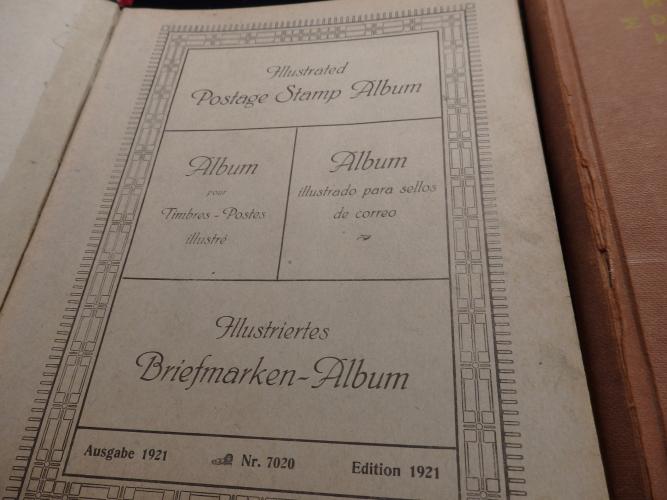 Illustrated
Postage Stamp Album
Album
pour
Timbres-Postes
illustré
Album
illustrado para sellos
de correo
Illustriertes
Briefmarken-Album
Ausgabe 1921
Nr. 7020
Edition 1921